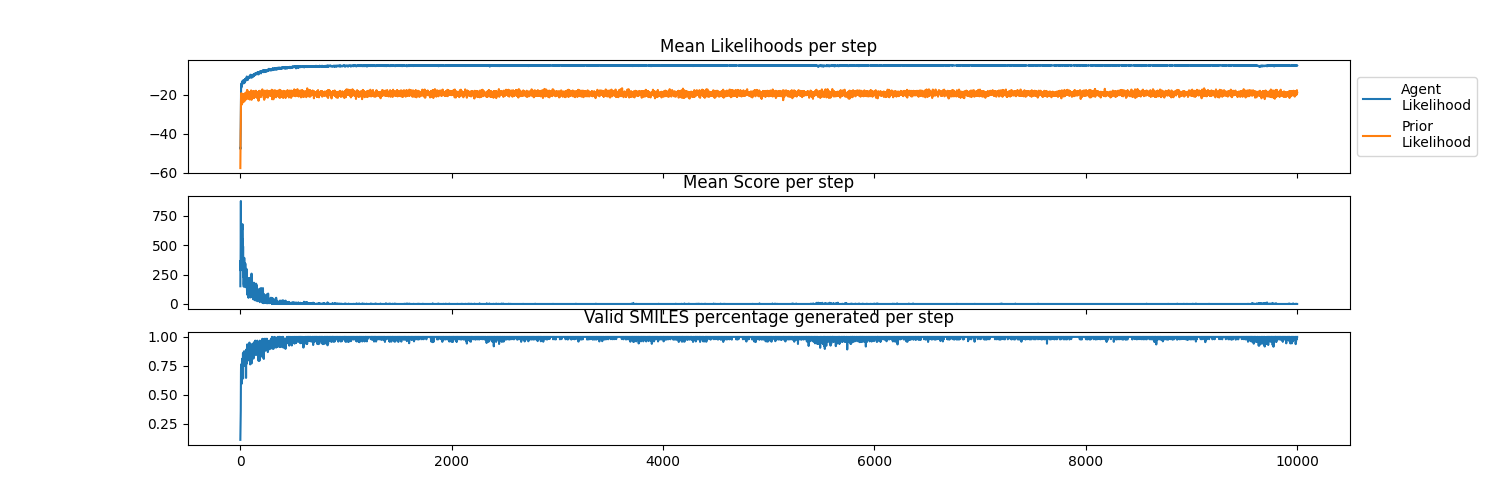 Mean Likelihoods per step
−20
−40
−60
Agent
Likelihood
Prior
Likelihood
Mean Score per step
750
500
250
0
Valid SMILES percentage generated per step
1.00
0.75
0.50
0.25
0
2000
4000
6000
8000
10000